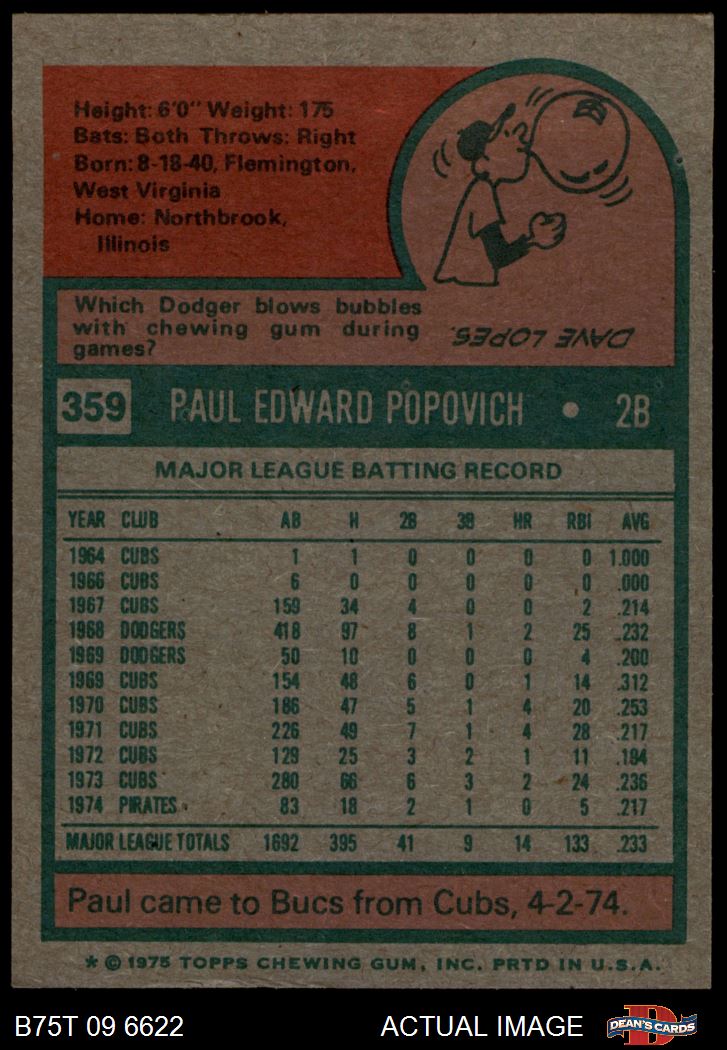 Height: 6'0" Weight: 175
Bats: Both Throws: Right
Born: 8-18-40, Flemington,
West Virginia
Home: Northbrook,
Illinois
Which Dodger blows bubbles
with chewing gum during
games?
DAVE LOPES.
359 PAUL EDWARD POPOVICH • 2B
MAJOR LEAGUE BATTING RECORD
YEAR CLUB AB H 2B 3B HR RBI AVG
1964 CUBS 1 1 0 0 0 0 1.000
1966 CUBS 6 0 0 0 0 0 .000
1967 CUBS 159 34 4 0 0 2 .214
1968 DODGERS 418 97 8 1 2 25 .232
1969 DODGERS 50 10 0 0 0 4 .200
1969 CUBS 154 48 6 0 1 14 .312
1970 CUBS 186 47 5 1 4 20 .253
1971 CUBS 226 49 7 1 4 28 .217
1972 CUBS 129 25 3 2 1 11 .194
1973 CUBS 280 66 6 3 2 24 .236
1974 PIRATES 83 18 2 1 0 5 .217
MAJOR LEAGUE TOTALS 1692 395 41 9 14 133 .233
Paul came to Bucs from Cubs, 4-2-74.
* © 1975 TOPPS CHEWING GUM, INC. PRTD IN U.S.A.
B75T 09 6622 ACTUAL IMAGE D DEAN'S CARDS